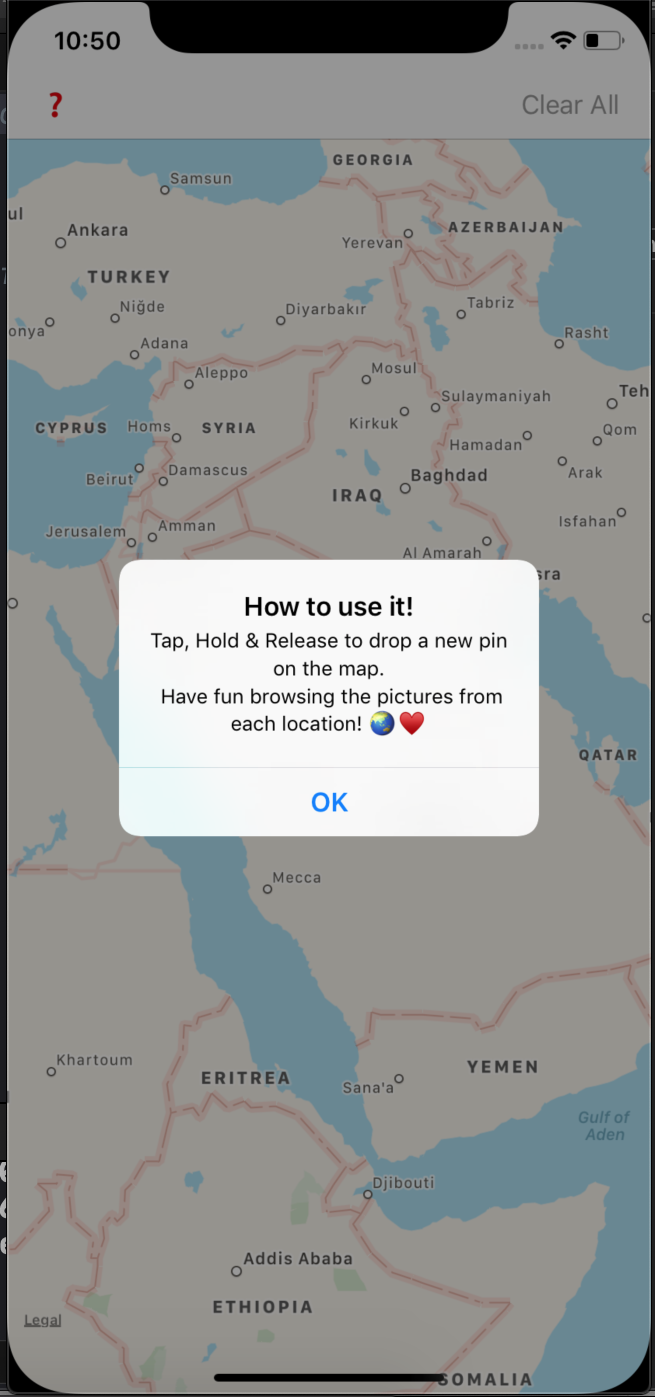 10:50
?
Clear All
GEORGIA
Samsun
ul
Ankara
AZERBAIJAN
Yerevan
TURKEY
Niğde
Diyarbakır
Tabriz
onya
Rasht
Adana
Mosul
Aleppo
Sulaymaniyah
Teh
Kirkuk
CYPRUS
Homs
SYRIA
Qom
Hamadan
Damascus
Beirut
Baghdad
Arak
IRAQ
Isfahan
Jerusalem
Amman
Al Amarah
sra
How to use it!
Tap, Hold & Release to drop a new pin
on the map.
Have fun browsing the pictures from
each location! 🌏♥️
QATAR
OK
Mecca
Khartoum
ERITREA
YEMEN
Sana'a
Gulf of
Aden
Djibouti
Addis Ababa
ETHIOPIA
Legal
SOMALIA